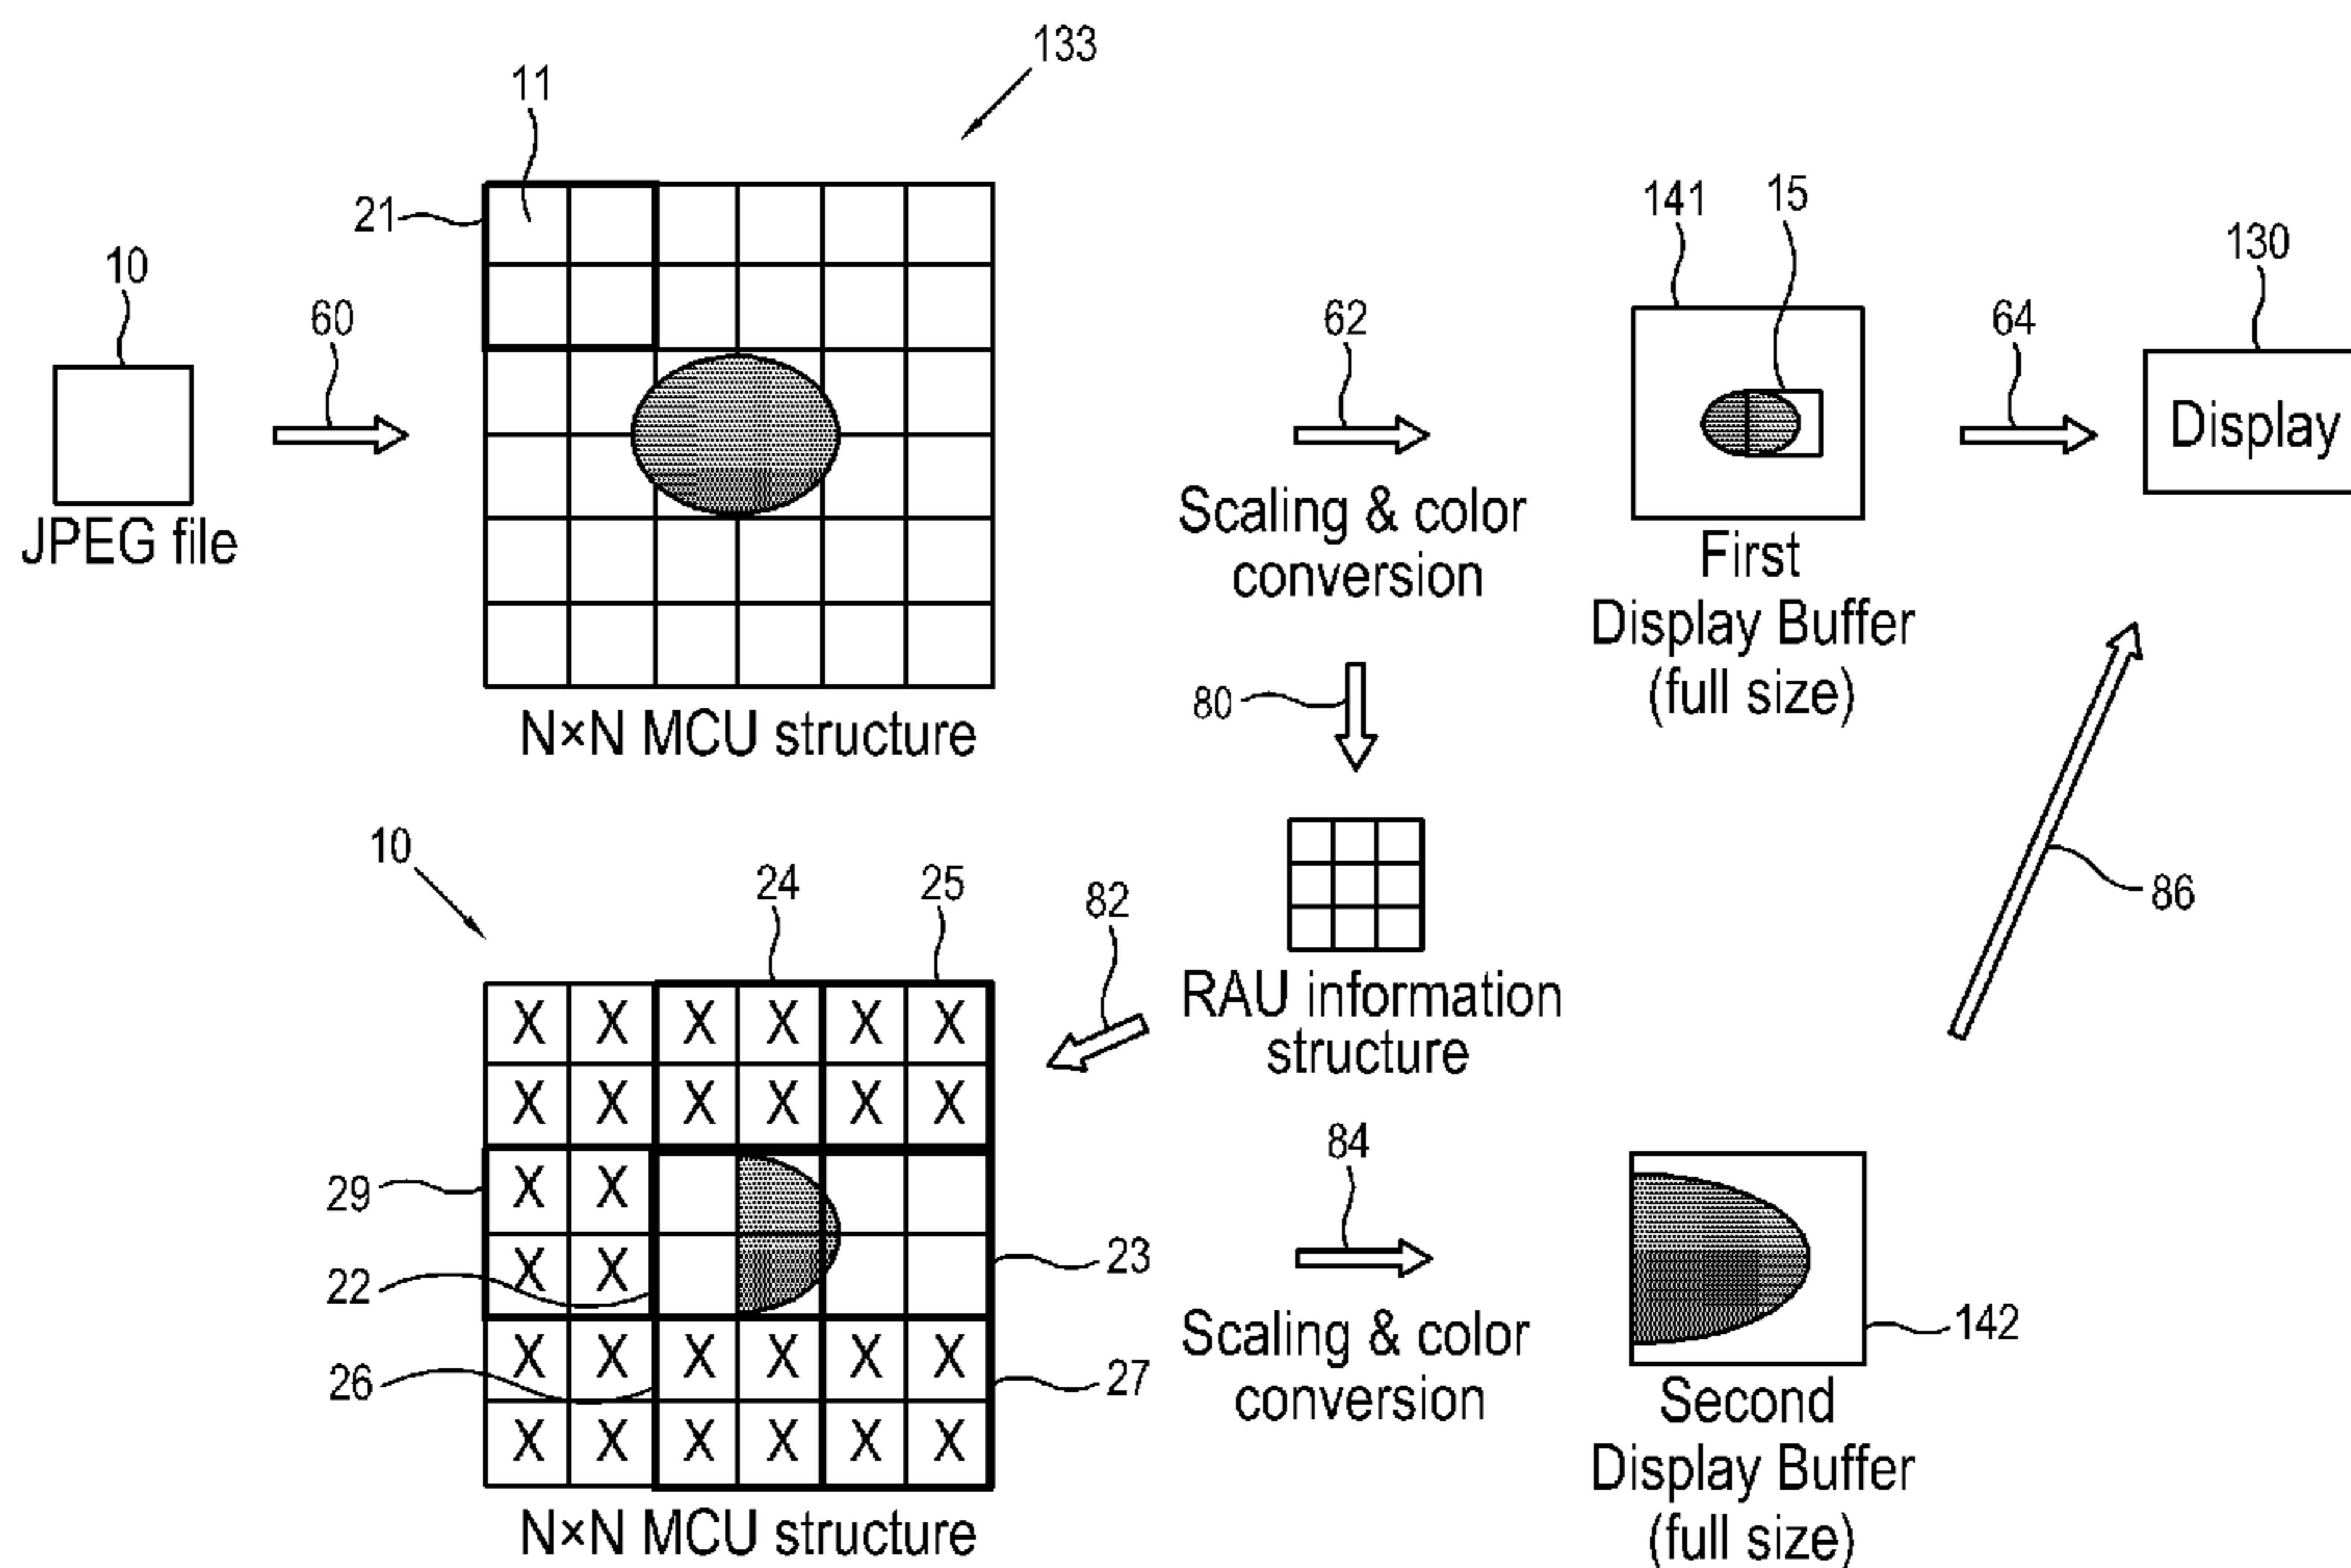 133
11
21
10
60
JPEG file
N×N MCU structure
62
Scaling & color
conversion
141
15
First
Display Buffer
(full size)
64
130
Display
80
RAU information
structure
82
10
24
25
X X X X X X
X X X X X X
29
X X
22
X X
23
26
X X X X X X
27
X X X X X X
N×N MCU structure
84
Scaling & color
conversion
86
142
Second
Display Buffer
(full size)